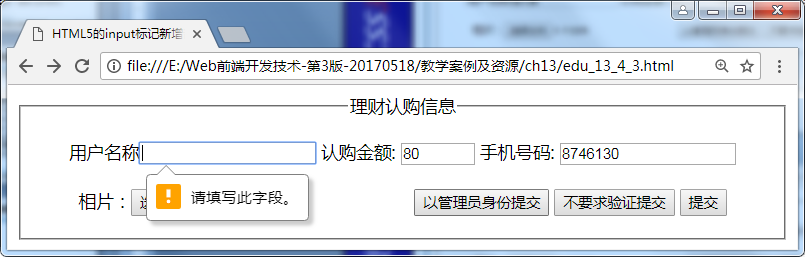 HTML5的input标记新增
file:///E:/Web前端开发技术-第3版-20170518/教学案例及资源/ch13/edu_13_4_3.html
理财认购信息
用户名称 认购金额: 80 手机号码: 8746130
相片： 以管理员身份提交 不要求验证提交 提交
! 请填写此字段。